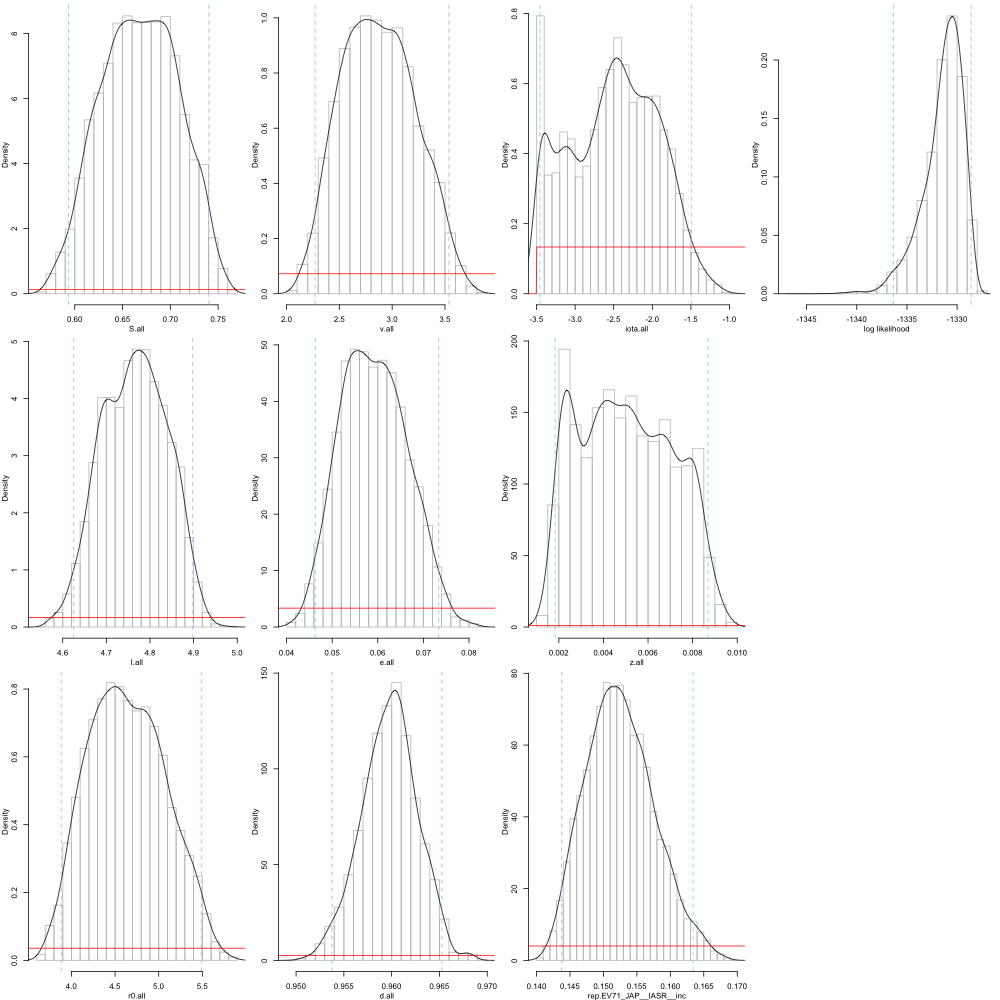 Density
0 2 4 6 8
0.60 0.65 0.70 0.75
S.all
Density
0.0 0.2 0.4 0.6 0.8 1.0
2.0 2.5 3.0 3.5
v.all
Density
0.0 0.2 0.4 0.6 0.8
-3.5 -3.0 -2.5 -2.0 -1.5 -1.0
iota.all
Density
0.00 0.05 0.10 0.15 0.20
-1345 -1340 -1335 -1330
log likelihood
Density
0 1 2 3 4 5
4.6 4.7 4.8 4.9 5.0
l.all
Density
0 10 20 30 40 50
0.04 0.05 0.06 0.07 0.08
e.all
Density
0 50 100 150 200
0.002 0.004 0.006 0.008 0.010
z.all
Density
0.0 0.2 0.4 0.6 0.8
4.0 4.5 5.0 5.5
r0.all
Density
0 50 100 150
0.950 0.955 0.960 0.965 0.970
d.all
Density
0 20 40 60 80
0.140 0.145 0.150 0.155 0.160 0.165 0.170
rep.EV71_JAP__IASR__inc